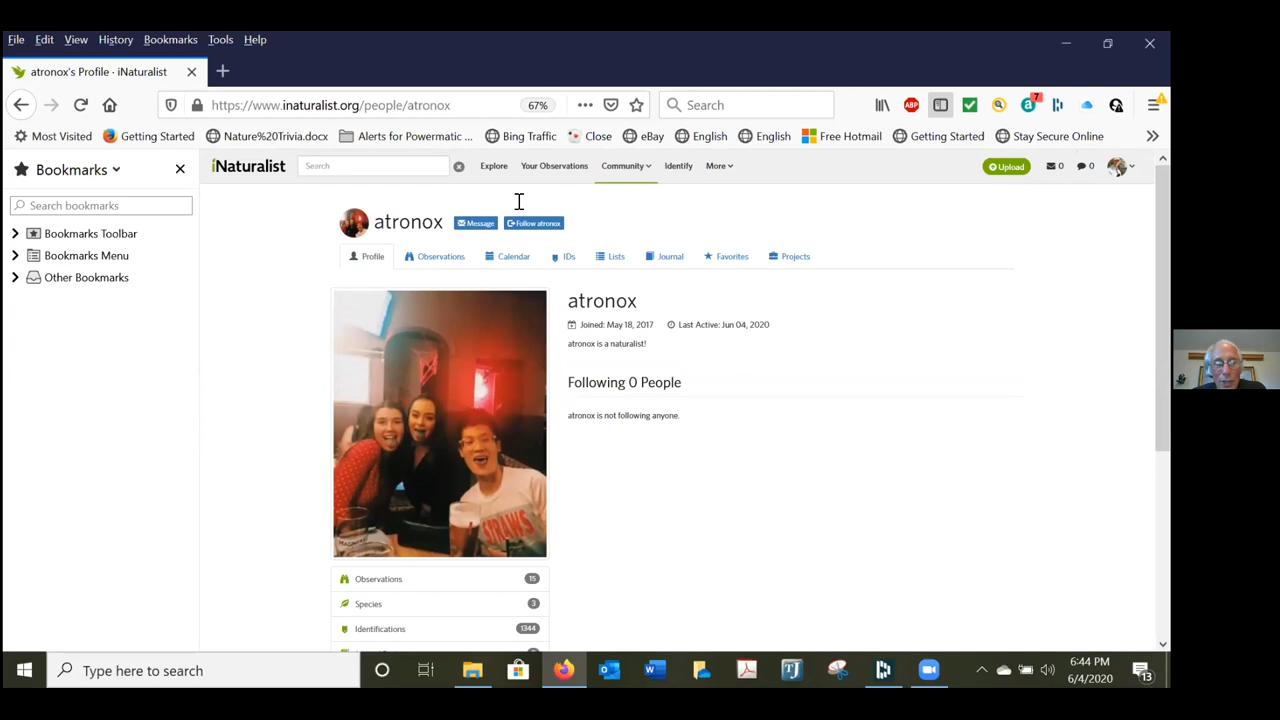 File Edit View History Bookmarks Tools Help
atronox's Profile · iNaturalist
https://www.inaturalist.org/people/atronox 67% Search 7
Most Visited Getting Started Nature%20Trivia.docx Alerts for Powermatic ... Bing Traffic Close eBay English English Free Hotmail Getting Started Stay Secure Online
Bookmarks
Search bookmarks
Bookmarks Toolbar
Bookmarks Menu
Other Bookmarks
iNaturalist Search Explore Your Observations Community Identify More Upload 0 0
atronox Message Follow atronox
Profile Observations Calendar IDs Lists Journal Favorites Projects
atronox
Joined: May 18, 2017 Last Active: Jun 04, 2020
atronox is a naturalist!
Following 0 People
atronox is not following anyone.
STRAWS
Observations 15
Species 3
Identifications 1344
Type here to search
6:44 PM
6/4/2020
13